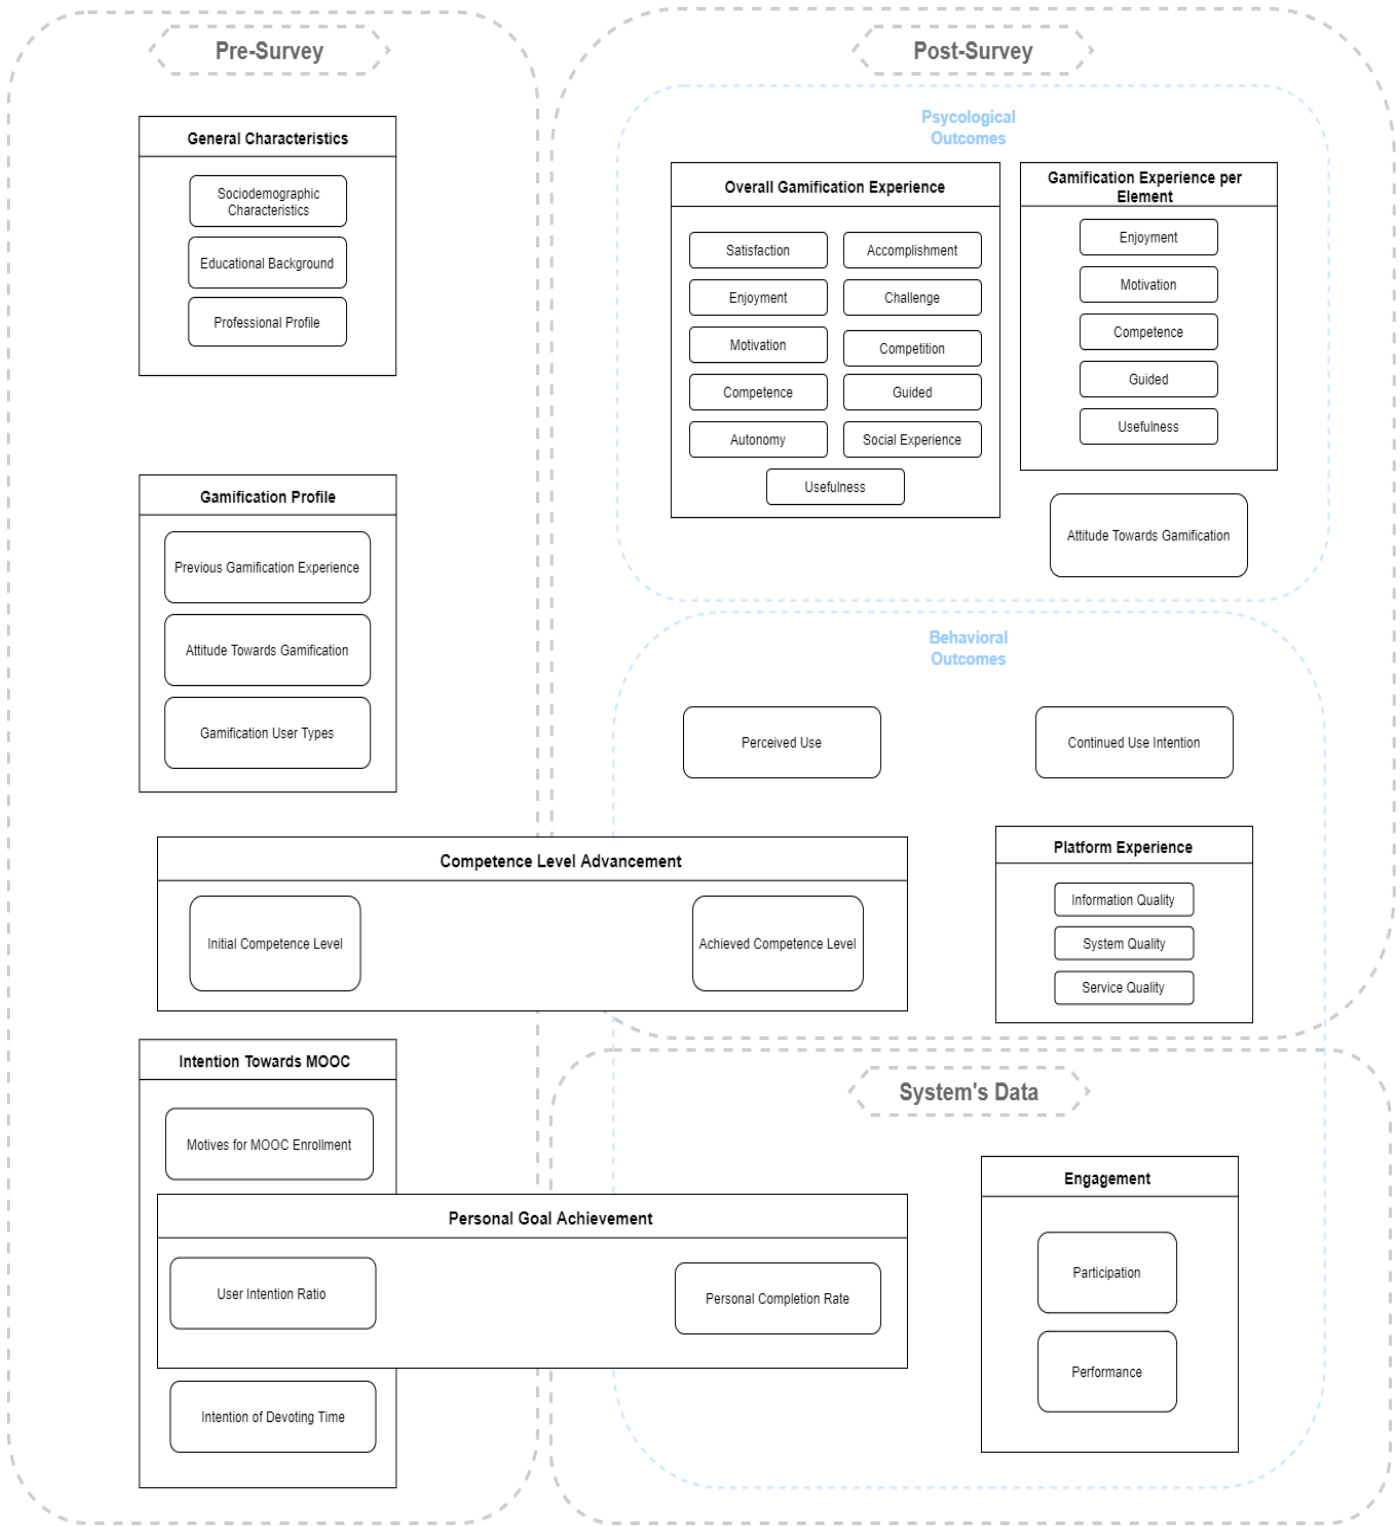 Pre-Survey
General Characteristics
Sociodemographic
Characteristics
Educational Background
Professional Profile
Gamification Profile
Previous Gamification Experience
Attitude Towards Gamification
Gamification User Types
Post-Survey
Psycological
Outcomes
Overall Gamification Experience
Satisfaction
Accomplishment
Enjoyment
Challenge
Motivation
Competition
Competence
Guided
Autonomy
Social Experience
Usefulness
Gamification Experience per
Element
Enjoyment
Motivation
Competence
Guided
Usefulness
Attitude Towards Gamification
Behavioral
Outcomes
Perceived Use
Continued Use Intention
Competence Level Advancement
Initial Competence Level
Achieved Competence Level
Platform Experience
Information Quality
System Quality
Service Quality
Intention Towards MOOC
Motives for MOOC Enrollment
Personal Goal Achievement
User Intention Ratio
Personal Completion Rate
Intention of Devoting Time
System's Data
Engagement
Participation
Performance